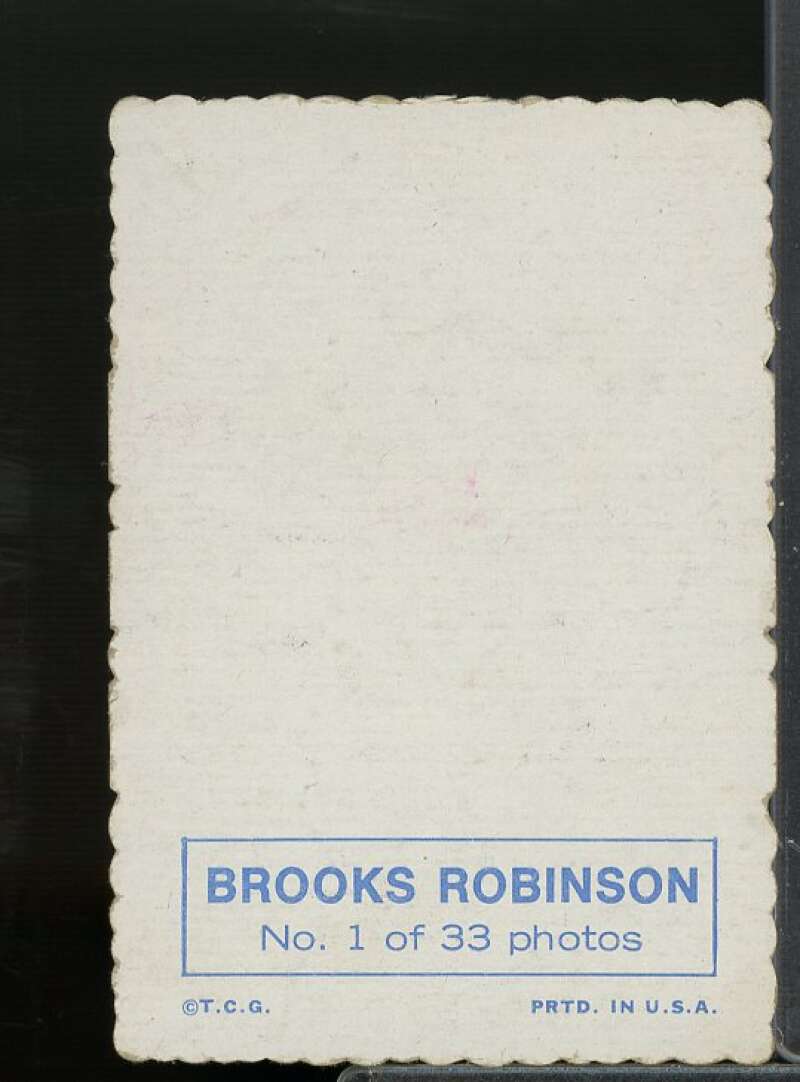 BROOKS ROBINSON
No. 1 of 33 photos
©T.C.G. PRTD. IN U.S.A.